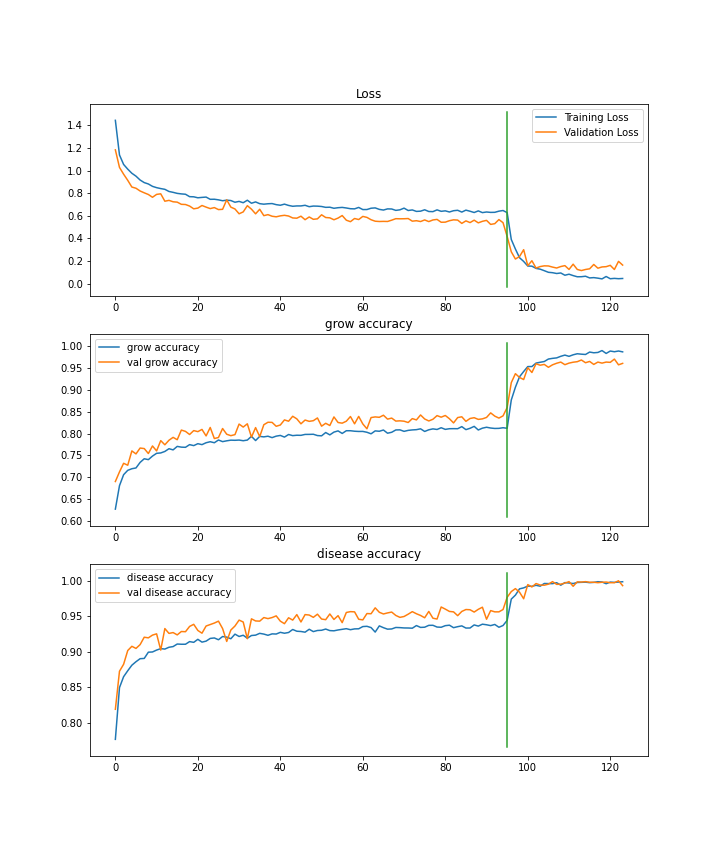 Loss
Training Loss
Validation Loss
1.4
1.2
1.0
0.8
0.6
0.4
0.2
0.0
0 20 40 60 80 100 120
grow accuracy
grow accuracy
val grow accuracy
1.00
0.95
0.90
0.85
0.80
0.75
0.70
0.65
0.60
0 20 40 60 80 100 120
disease accuracy
disease accuracy
val disease accuracy
1.00
0.95
0.90
0.85
0.80
0 20 40 60 80 100 120